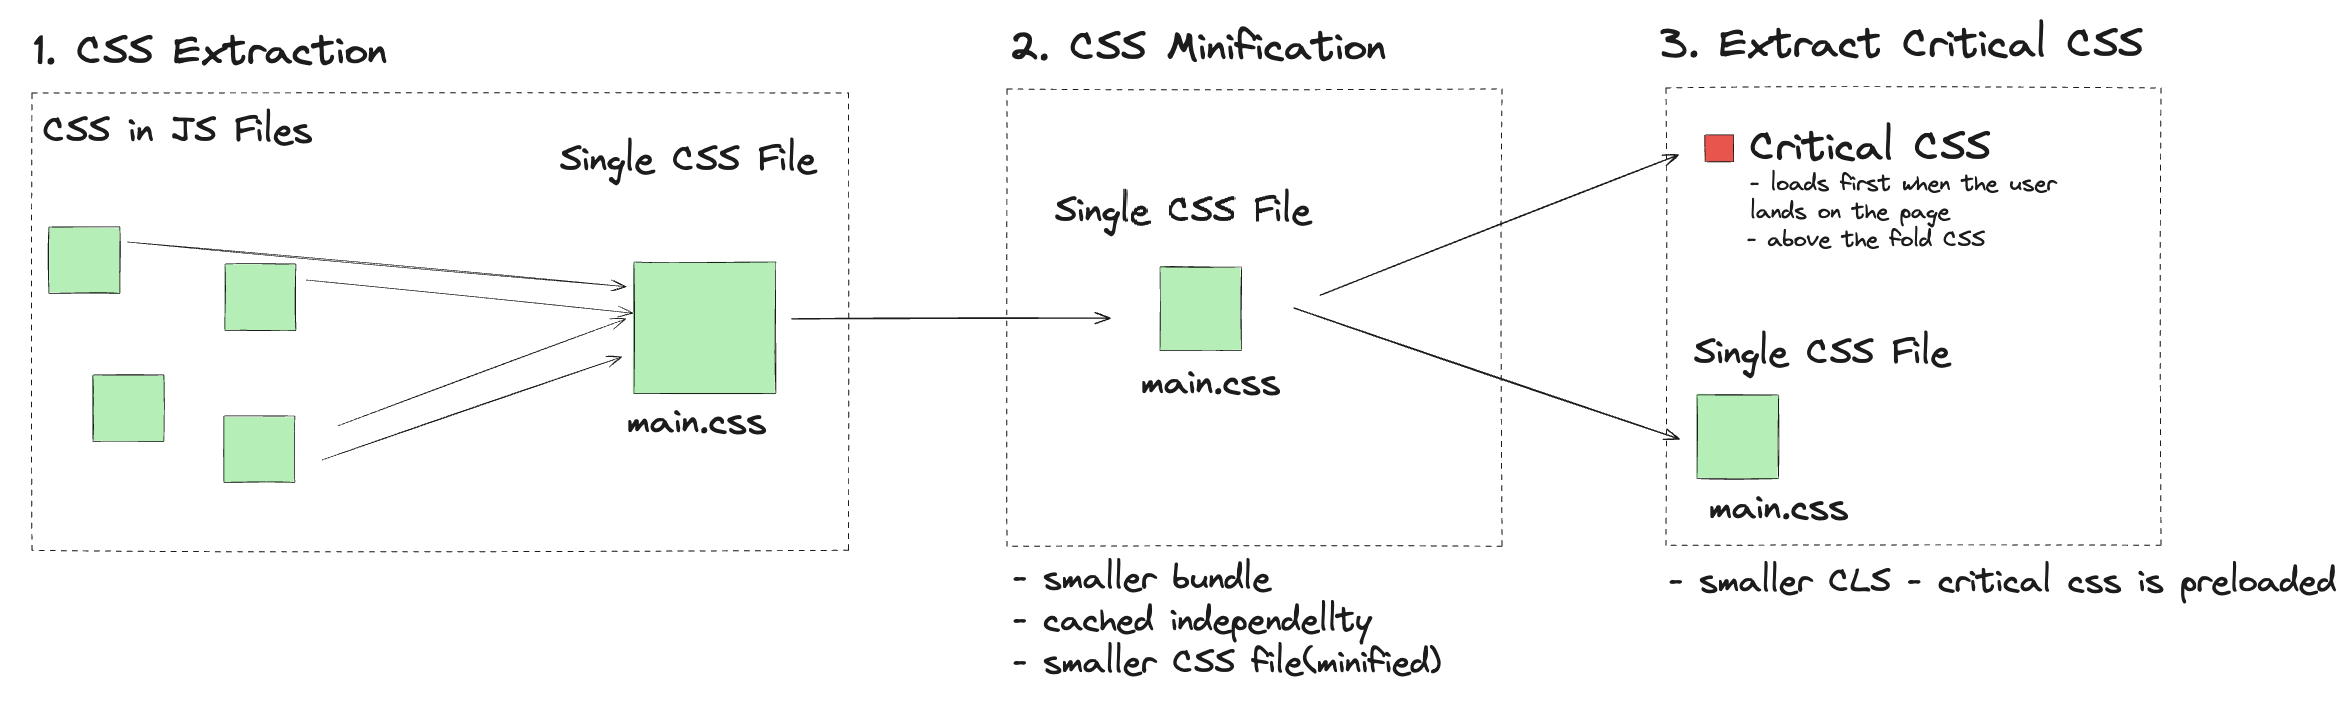 1. CSS Extraction
CSS in JS Files
Single CSS File
main.css
2. CSS Minification
Single CSS File
main.css
- smaller bundle
- cached independellty
- smaller CSS file(minified)
3. Extract Critical CSS
Critical CSS
- loads first when the user
lands on the page
- above the fold CSS
Single CSS File
main.css
- smaller CLS - critical css is preloaded